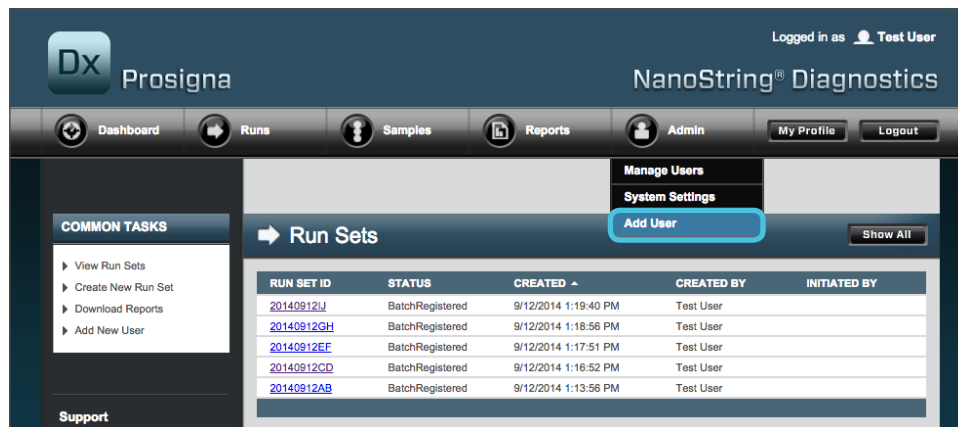 Logged in as Test User
Dx Prosigna
NanoString® Diagnostics
Dashboard Runs Samples Reports Admin My Profile Logout
Manage Users
System Settings
Add User
COMMON TASKS
View Run Sets
Create New Run Set
Download Reports
Add New User
Support
Run Sets
Show All
RUN SET ID STATUS CREATED CREATED BY INITIATED BY
20140912IJ BatchRegistered 9/12/2014 1:19:40 PM Test User
20140912GH BatchRegistered 9/12/2014 1:18:56 PM Test User
20140912EF BatchRegistered 9/12/2014 1:17:51 PM Test User
20140912CD BatchRegistered 9/12/2014 1:16:52 PM Test User
20140912AB BatchRegistered 9/12/2014 1:13:56 PM Test User